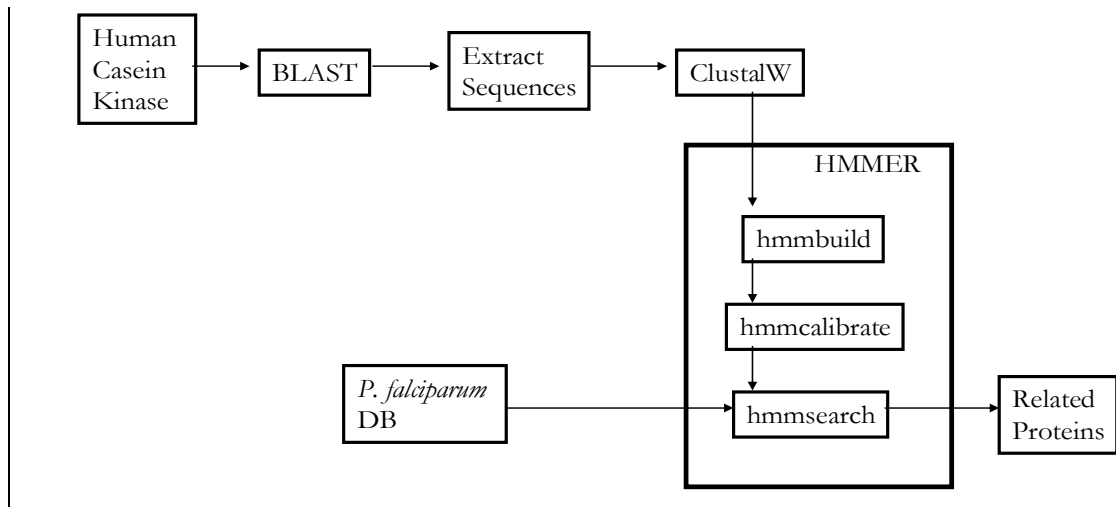 Human
Casein
Kinase
BLAST
Extract
Sequences
ClustalW
HMMER
hmmbuild
hmmcalibrate
P. falciparum
DB
hmmsearch
Related
Proteins